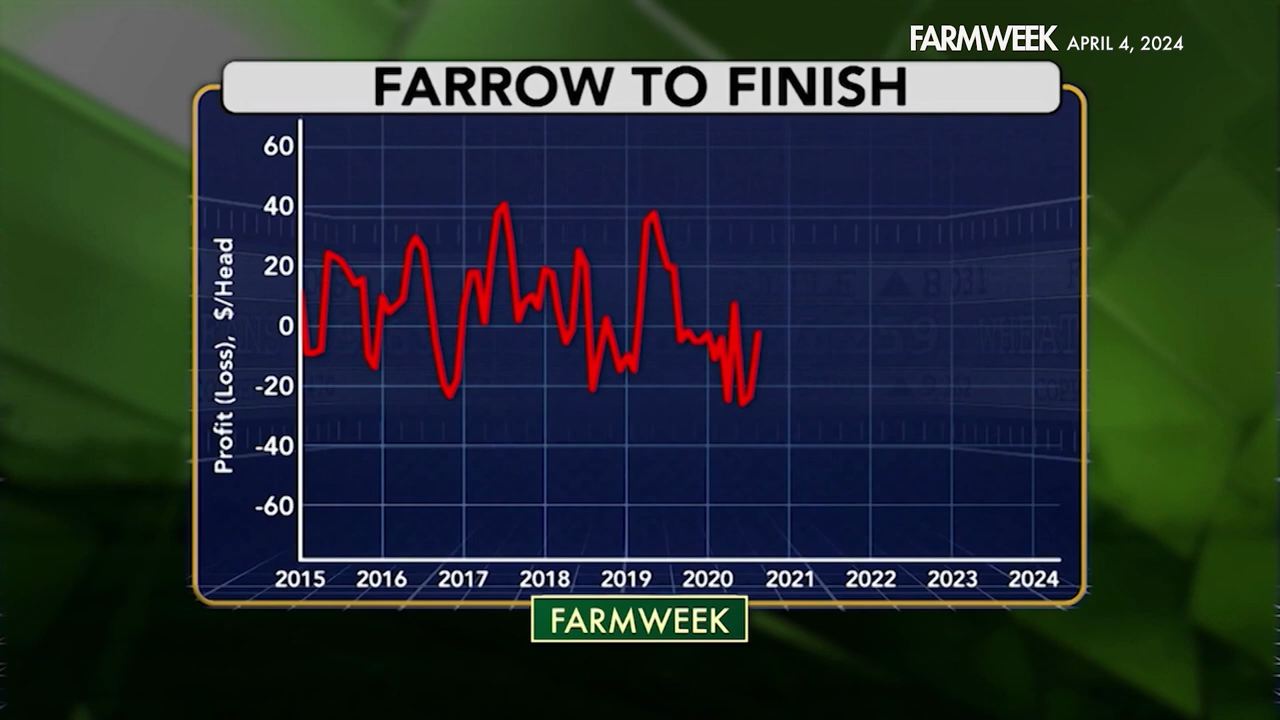 FARMWEEK APRIL 4, 2024
FARROW TO FINISH
Profit (Loss), $/Head
60
40
20
0
-20
-40
-60
2015 2016 2017 2018 2019 2020 2021 2022 2023 2024
FARMWEEK